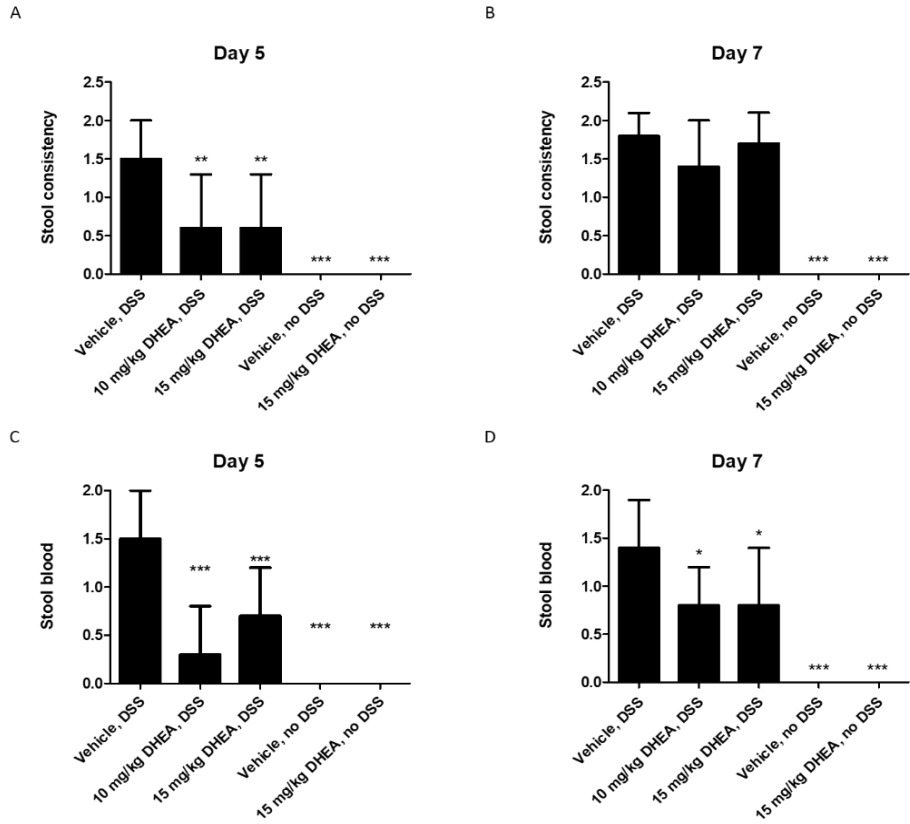 A
Day 5
Stool consistency
2.5
2.0
1.5
1.0
0.5
0.0
** ** *** ***
Vehicle, DSS
10 mg/kg DHEA, DSS
15 mg/kg DHEA, DSS
Vehicle, no DSS
15 mg/kg DHEA, no DSS
B
Day 7
Stool consistency
2.5
2.0
1.5
1.0
0.5
0.0
*** ***
Vehicle, DSS
10 mg/kg DHEA, DSS
15 mg/kg DHEA, DSS
Vehicle, no DSS
15 mg/kg DHEA, no DSS
C
Day 5
Stool blood
2.0
1.5
1.0
0.5
0.0
*** *** *** ***
Vehicle, DSS
10 mg/kg DHEA, DSS
15 mg/kg DHEA, DSS
Vehicle, no DSS
15 mg/kg DHEA, no DSS
D
Day 7
Stool blood
2.0
1.5
1.0
0.5
0.0
* * *** ***
Vehicle, DSS
10 mg/kg DHEA, DSS
15 mg/kg DHEA, DSS
Vehicle, no DSS
15 mg/kg DHEA, no DSS